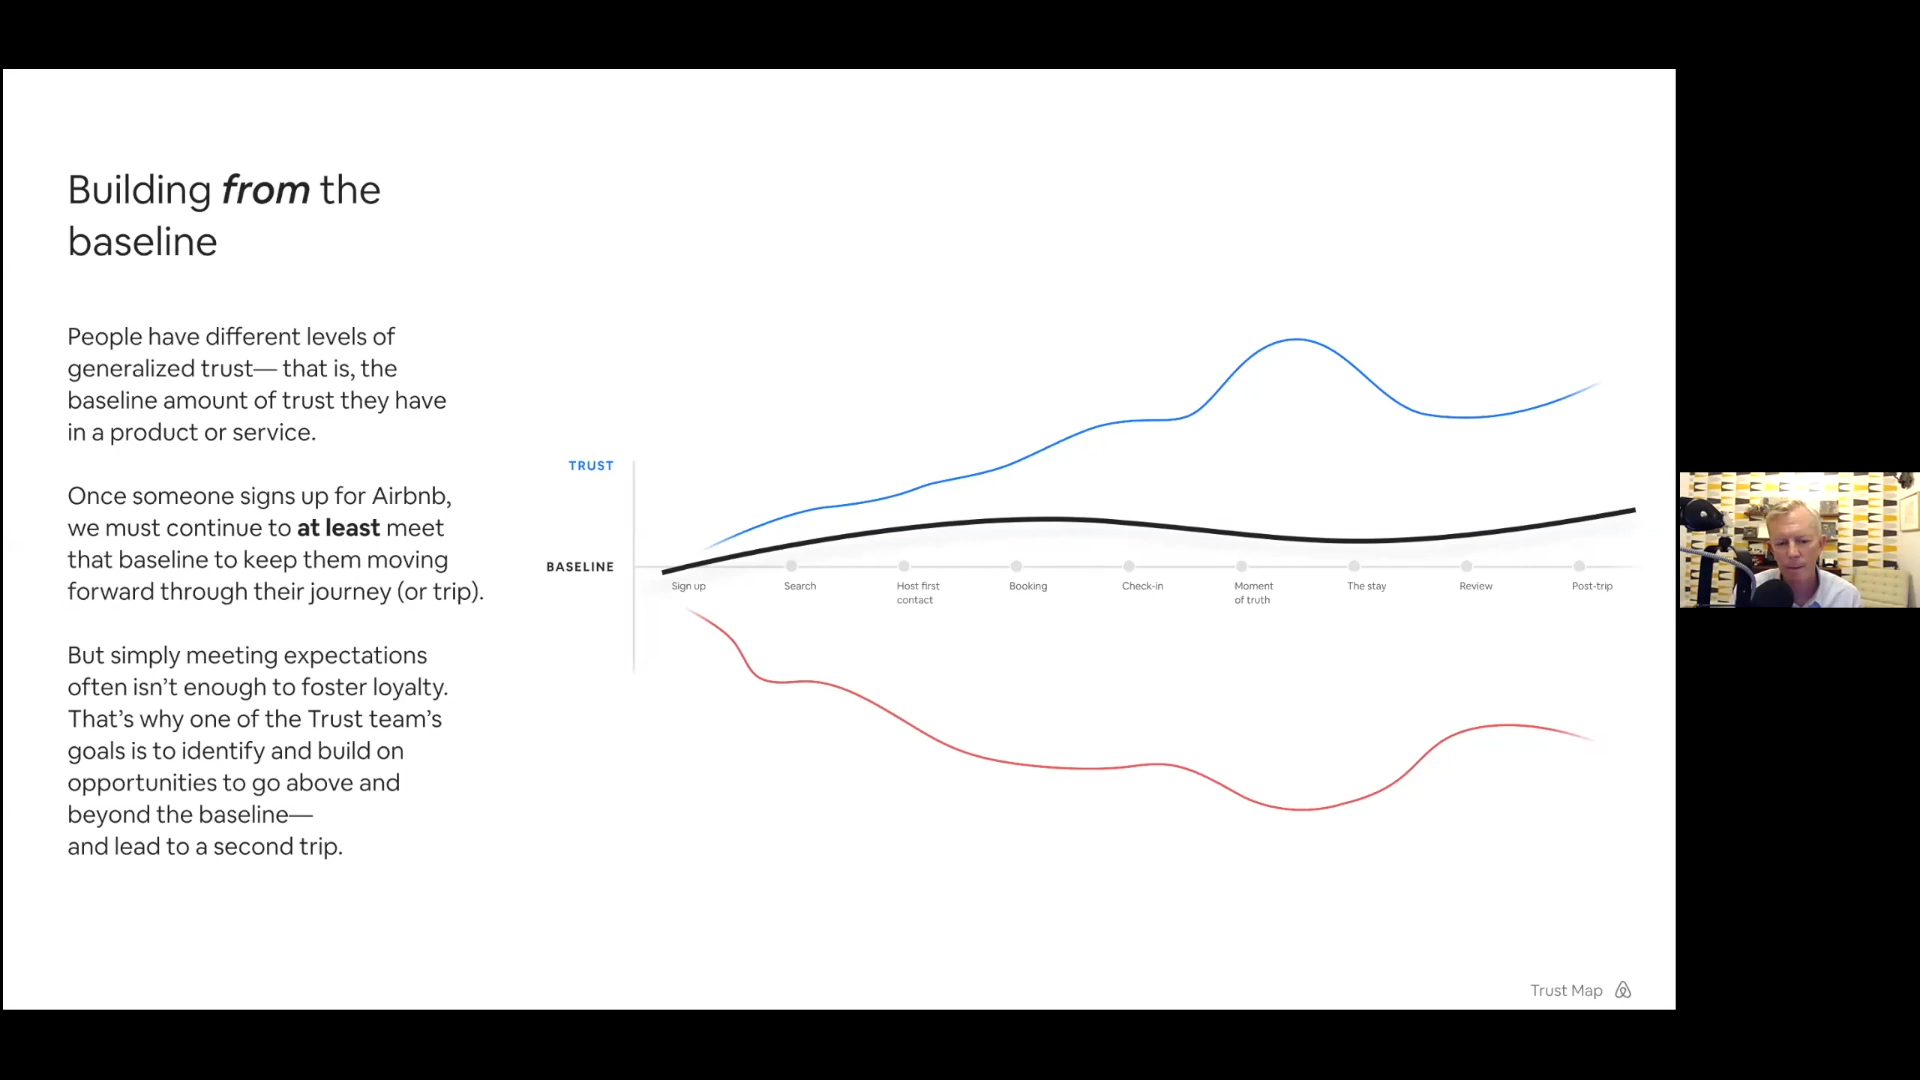 Building from the
baseline
People have different levels of
generalized trust— that is, the
baseline amount of trust they have
in a product or service.
Once someone signs up for Airbnb,
we must continue to at least meet
that baseline to keep them moving
forward through their journey (or trip).
But simply meeting expectations
often isn’t enough to foster loyalty.
That’s why one of the Trust team’s
goals is to identify and build on
opportunities to go above and
beyond the baseline—
and lead to a second trip.
TRUST
BASELINE
Sign up
Search
Host first
contact
Booking
Check-in
Moment
of truth
The stay
Review
Post-trip
Trust Map